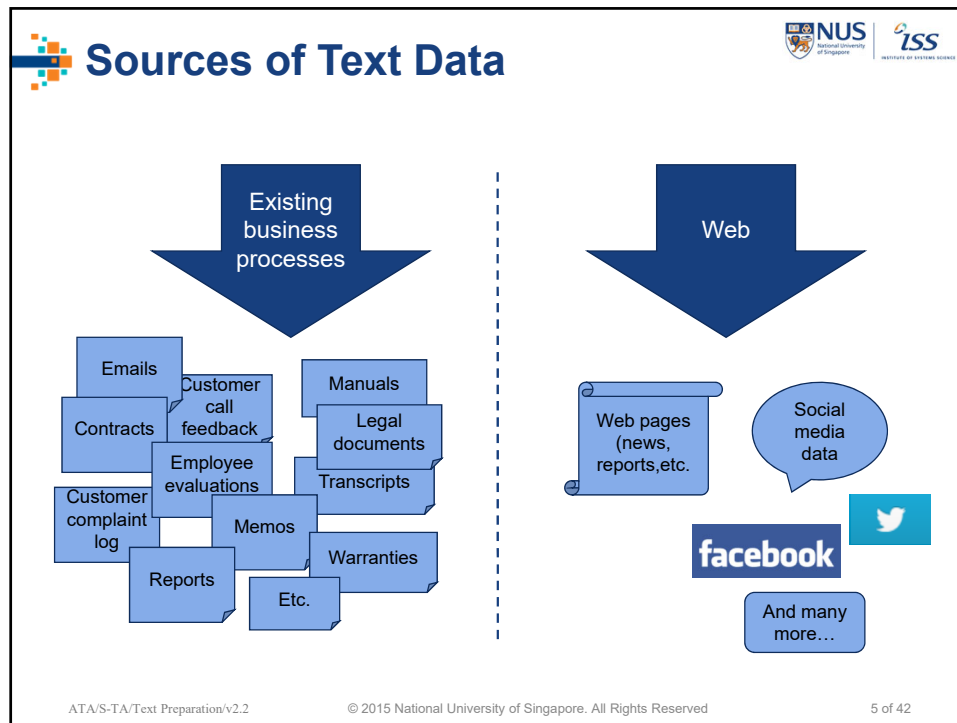 Sources of Text Data
NUS
National University
of Singapore
ISS
INSTITUTE OF SYSTEMS SCIENCE
Existing
business
processes
Web
Emails
Customer
call
feedback
Contracts
Manuals
Legal
documents
Employee
evaluations
Transcripts
Customer
complaint
log
Memos
Warranties
Reports
Etc.
Web pages
(news,
reports,etc.
Social
media
data
facebook
And many
more…
ATA/S-TA/Text Preparation/v2.2
© 2015 National University of Singapore. All Rights Reserved
5 of 42